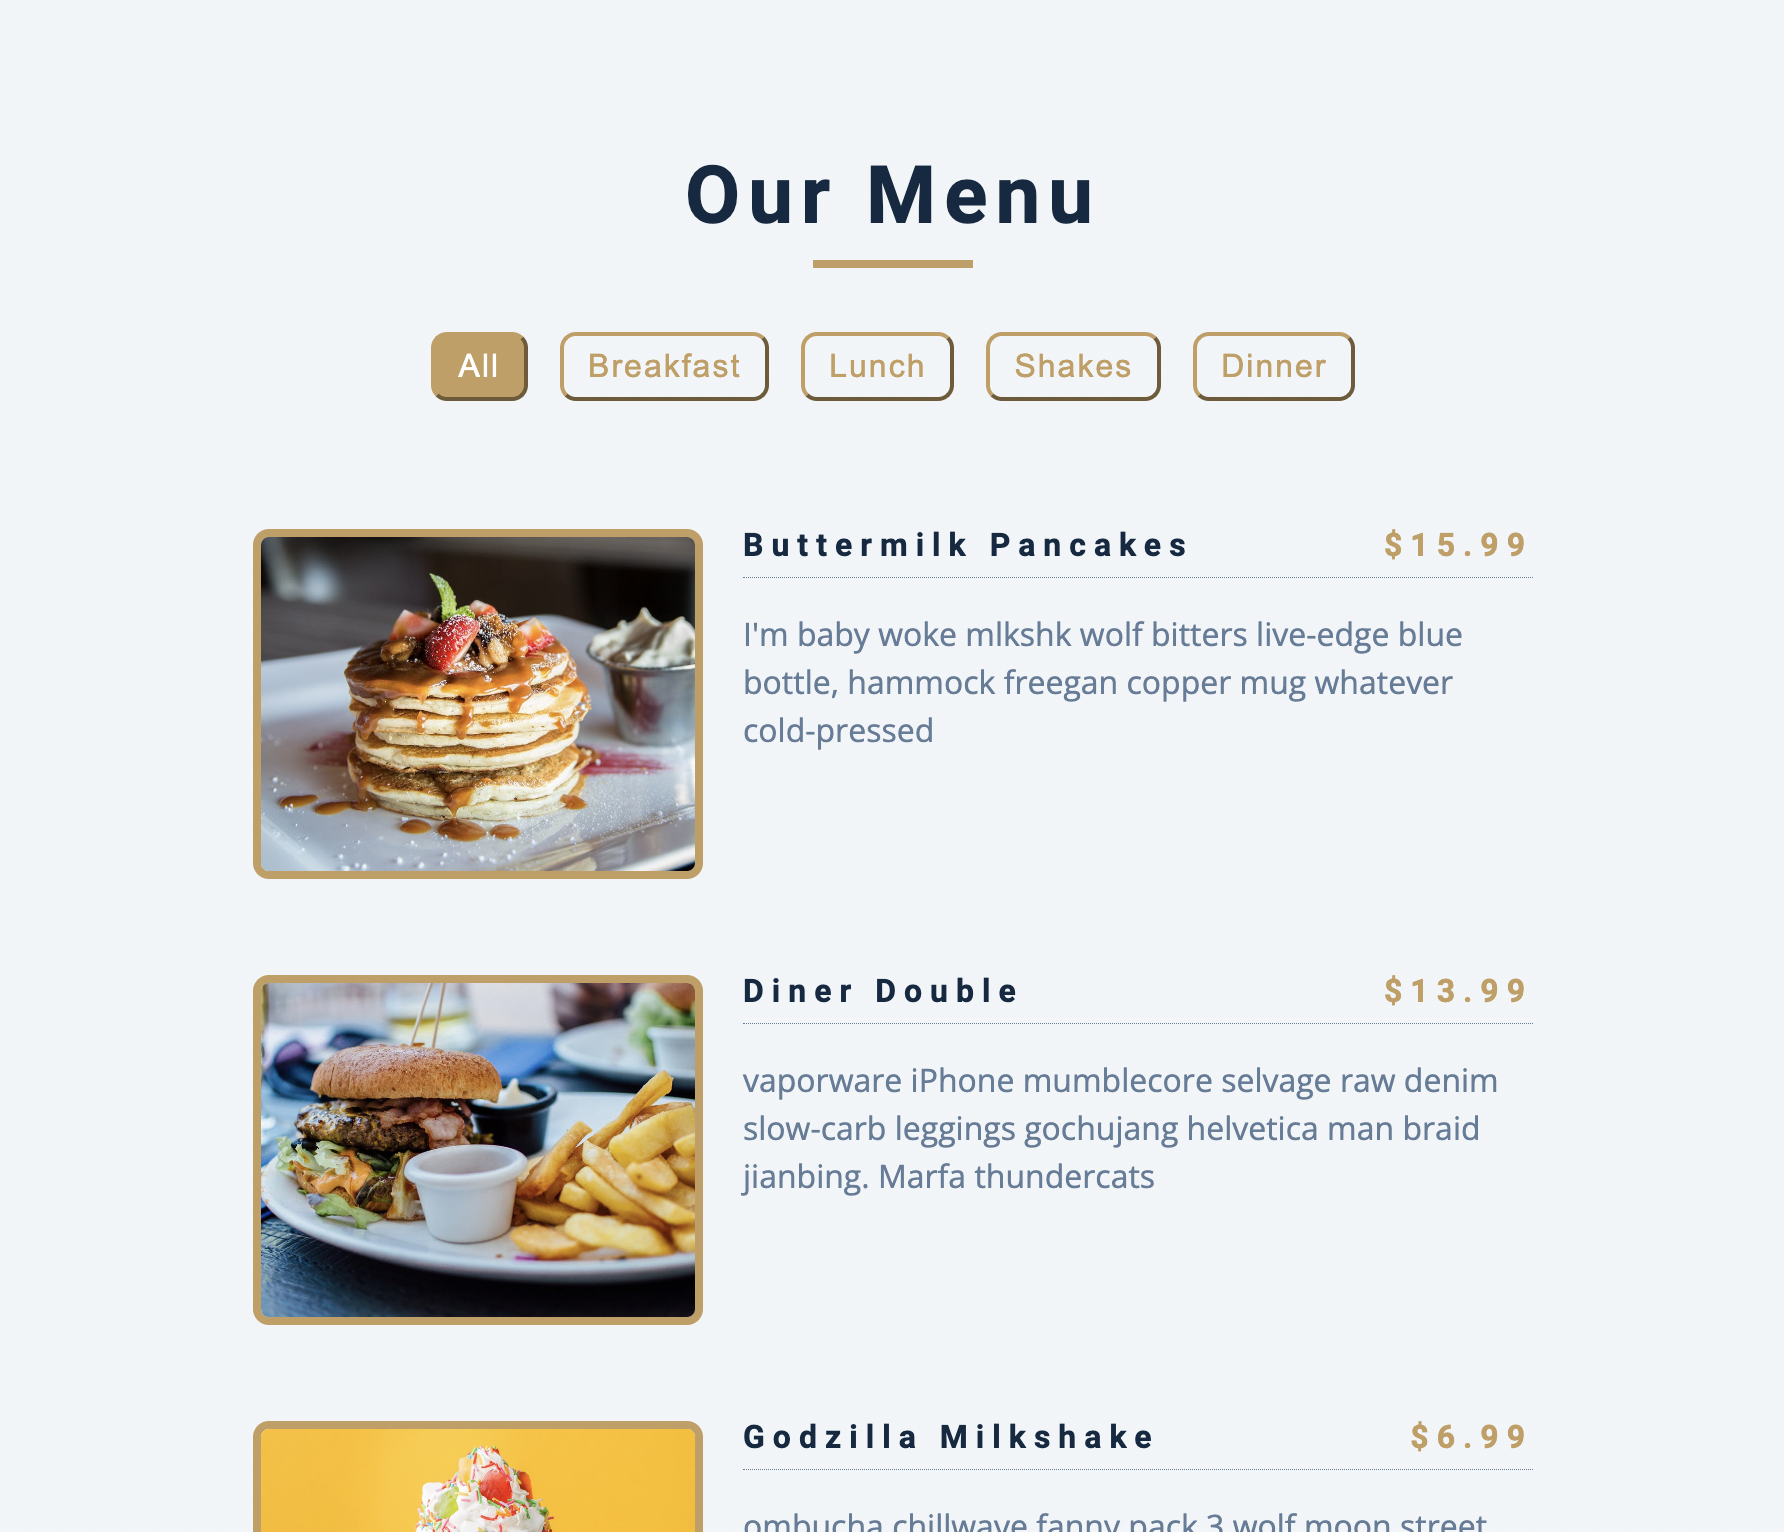 Our Menu
All
Breakfast
Lunch
Shakes
Dinner
Buttermilk Pancakes
$15.99
I'm baby woke mlkshk wolf bitters live-edge blue
bottle, hammock freegan copper mug whatever
cold-pressed
Diner Double
$13.99
vaporware iPhone mumblecore selvage raw denim
slow-carb leggings gochujang helvetica man braid
jianbing. Marfa thundercats
Godzilla Milkshake
$6.99
ombucha chillwave fanny pack 3 wolf moon street